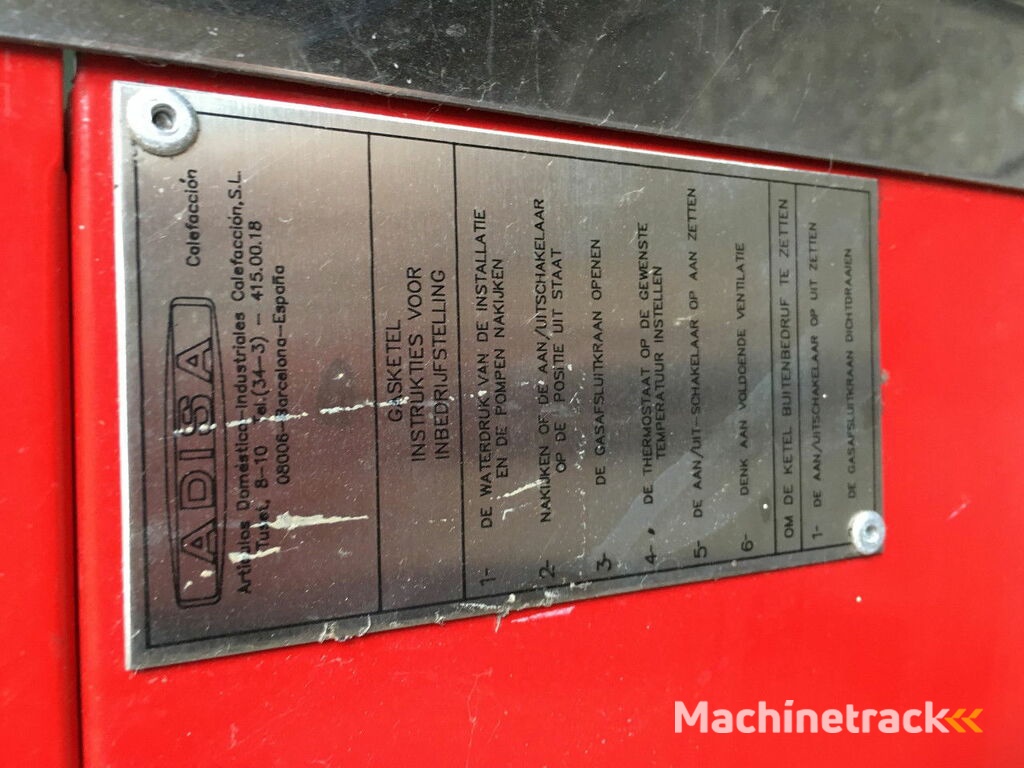 ADISA Calefacción
Artículos Doméstico-Industriales Calefacción, S.L.
Tuset, 8-10 Tel.(34-3) - 415.00.18
08006-Barcelona-España
GASKETEL
INSTRUKTIES VOOR
INBEDRIJFSTELLING
1- DE WATERDRUK VAN DE INSTALLATIE
EN DE POMPEN NAKIJKEN
2- NAKIJKEN OF DE AAN/UITSCHAKELAAR
OP DE POSITIE UIT STAAT
3- DE GASAFSLUITKRAAN OPENEN
4- DE THERMOSTAAT OP DE GEWENSTE
TEMPERATUUR INSTELLEN
5- DE AAN/UIT-SCHAKELAAR OP AAN ZETTEN
6- DENK AAN VOLDOENDE VENTILATIE
OM DE KETEL BUITENBEDRUF TE ZETTEN
1- DE AAN/UITSCHAKELAAR OP UIT ZETTEN
DE GASAFSLUITKRAAN DICHTDRAAIEN
Machinetrack